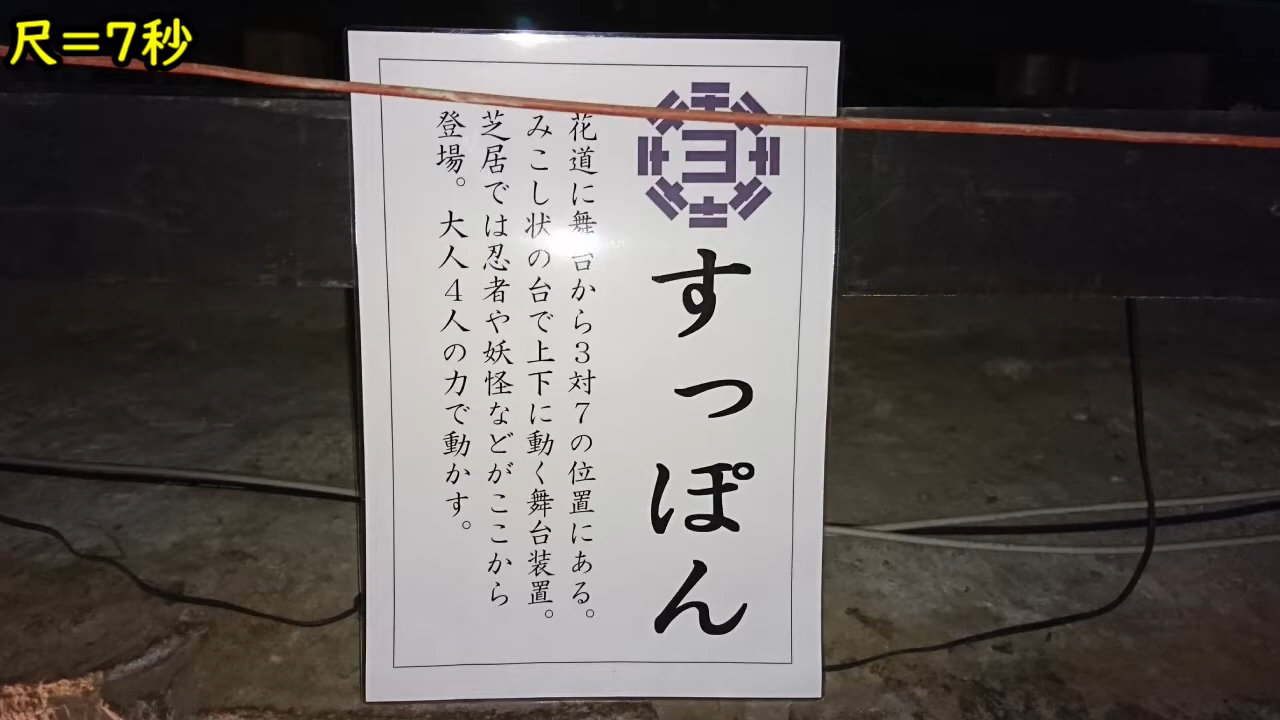 尺=7秒
すっぽん
花道に舞台から3対7の位置にある。
みこし状の台で上下に動く舞台装置。
芝居では忍者や妖怪などがここから
登場。大人4人の力で動かす。